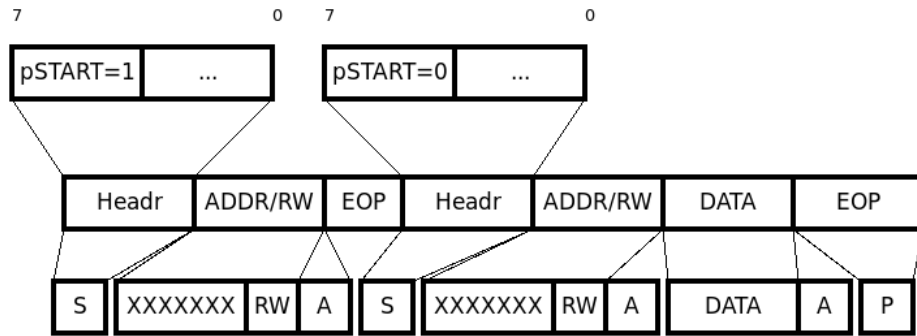 7 0 7 0
pSTART=1 ... pSTART=0 ...
Headr ADDR/RW EOP Headr ADDR/RW DATA EOP
S XXXXXXX RW A S XXXXXXX RW A DATA A P